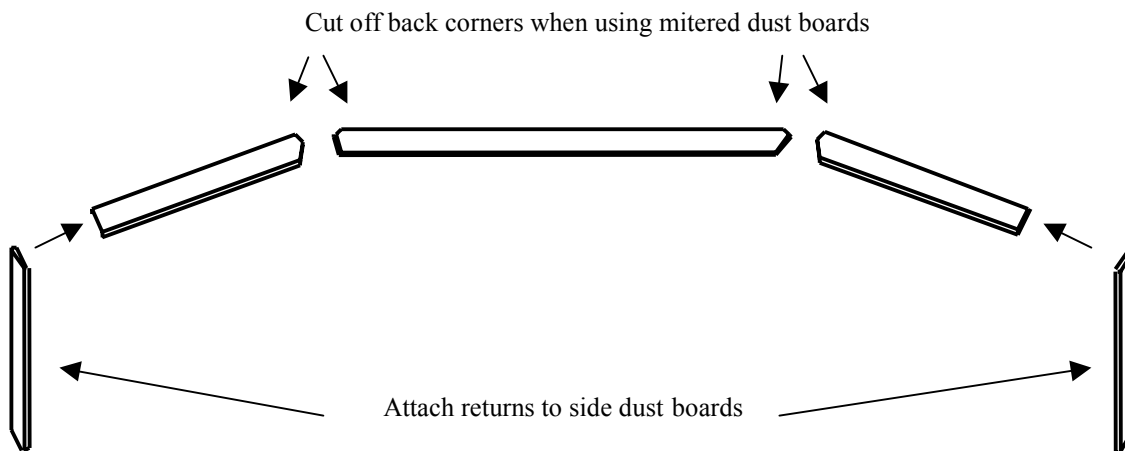 Cut off back corners when using mitered dust boards
Attach returns to side dust boards